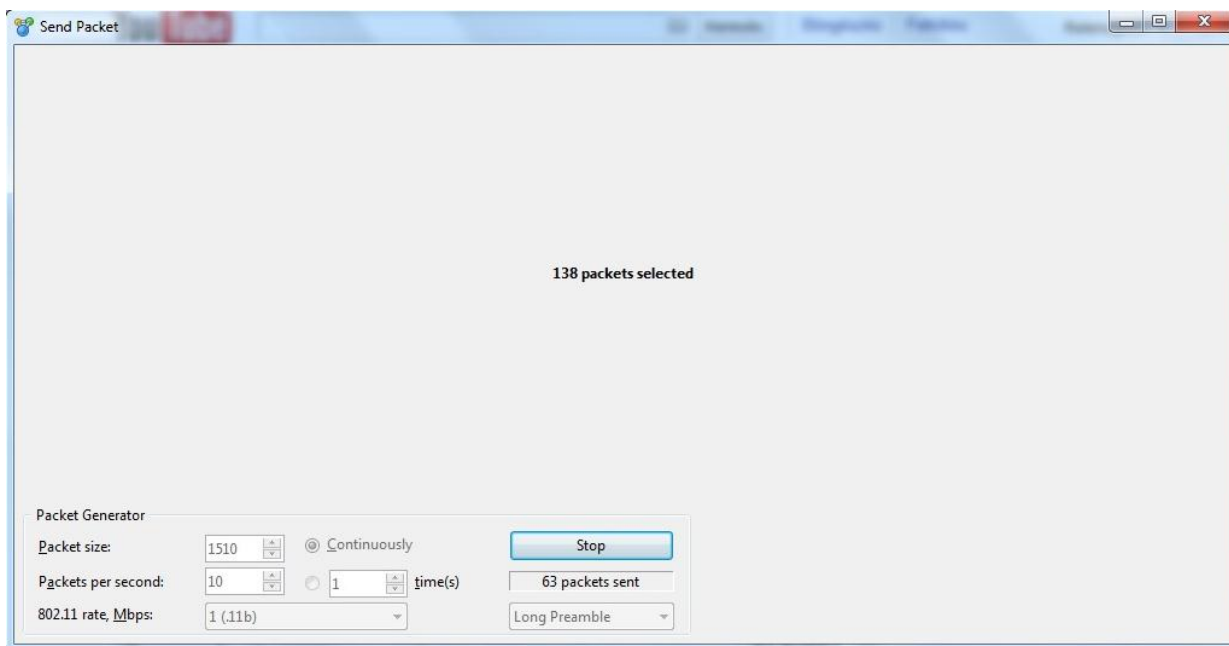 Send Packet
138 packets selected
Packet Generator
Packet size:
1510
Continuously
Stop
Packets per second:
10
1
time(s)
63 packets sent
802.11 rate, Mbps:
1 (.11b)
Long Preamble